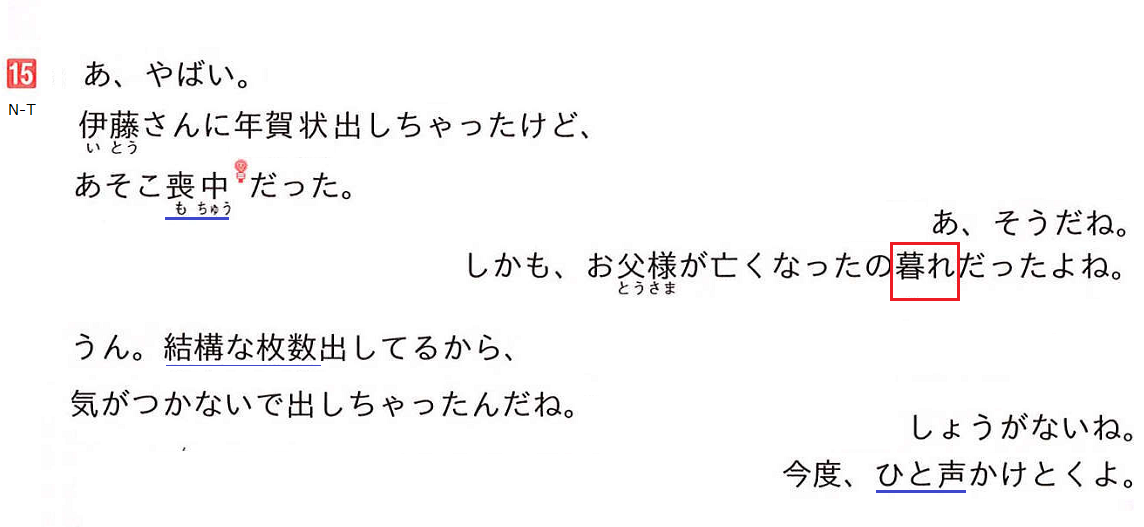 15 あ、やばい。
N-T
伊藤さんに年賀状出しちゃったけど、
い とう
あそこ喪中だった。
も ちゅう
あ、そうだね。
しかも、お父様が亡くなったの暮れだったよね。
とうさま
うん。結構な枚数出してるから、
気がつかないで出しちゃったんだね。
しょうがないね。
今度、ひと声かけとくよ。